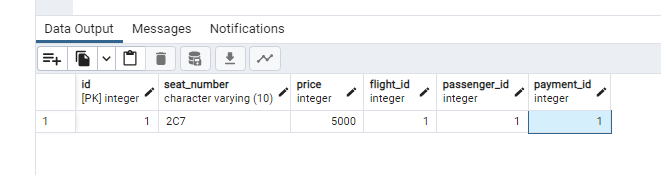 Data Output Messages Notifications
id seat_number price flight_id passenger_id payment_id
[PK] integer character varying (10) integer integer integer integer
1 1 2C7 5000 1 1 1